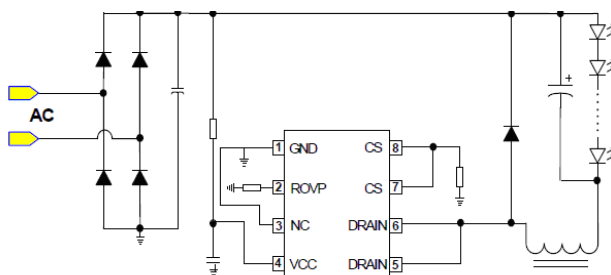 AC
1 GND CS 8
2 ROVP CS 7
3 NC DRAIN 6
4 VCC DRAIN 5
+